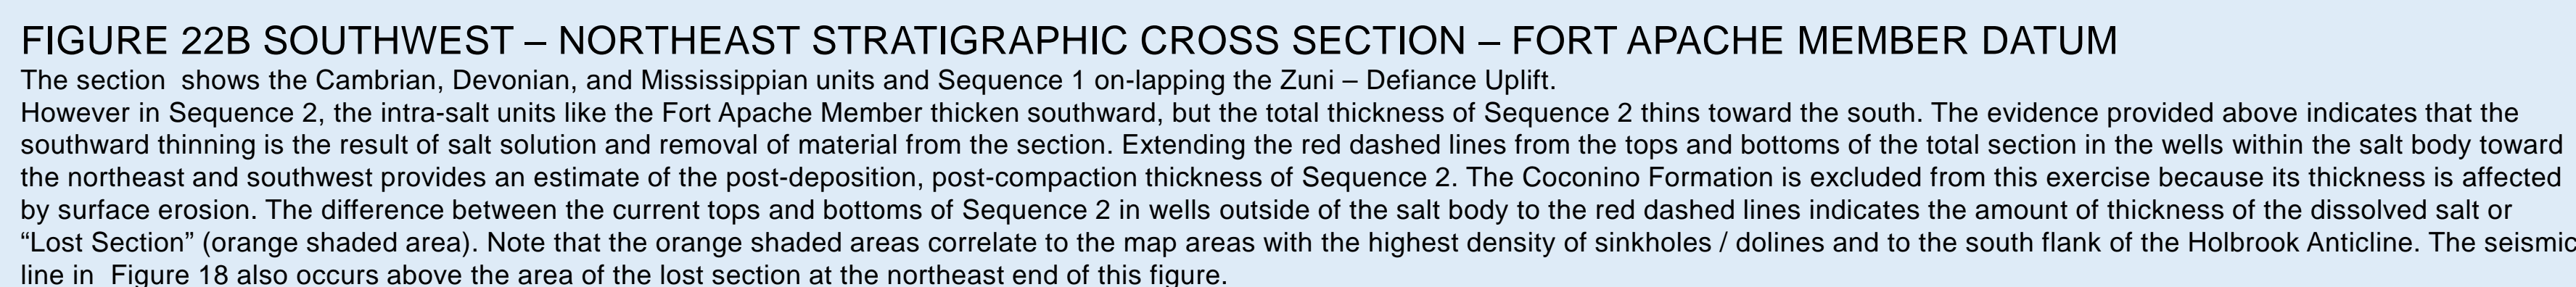 FIGURE 22B SOUTHWEST – NORTHEAST STRATIGRAPHIC CROSS SECTION – FORT APACHE MEMBER DATUM
The section  shows the Cambrian, Devonian, and Mississippian units and Sequence 1 on-lapping the Zuni – Defiance Uplift.
However in Sequence 2, the intra-salt units like the Fort Apache Member thicken southward, but the total thickness of Sequence 2 thins toward the south. The evidence provided above indicates that the
southward thinning is the result of salt solution and removal of material from the section. Extending the red dashed lines from the tops and bottoms of the total section in the wells within the salt body toward
the northeast and southwest provides an estimate of the post-deposition, post-compaction thickness of Sequence 2. The Coconino Formation is excluded from this exercise because its thickness is affected
by surface erosion. The difference between the current tops and bottoms of Sequence 2 in wells outside of the salt body to the red dashed lines indicates the amount of thickness of the dissolved salt or
“Lost Section” (orange shaded area). Note that the orange shaded areas correlate to the map areas with the highest density of sinkholes / dolines and to the south flank of the Holbrook Anticline. The seismic
line in  Figure 18 also occurs above the area of the lost section at the northeast end of this figure.